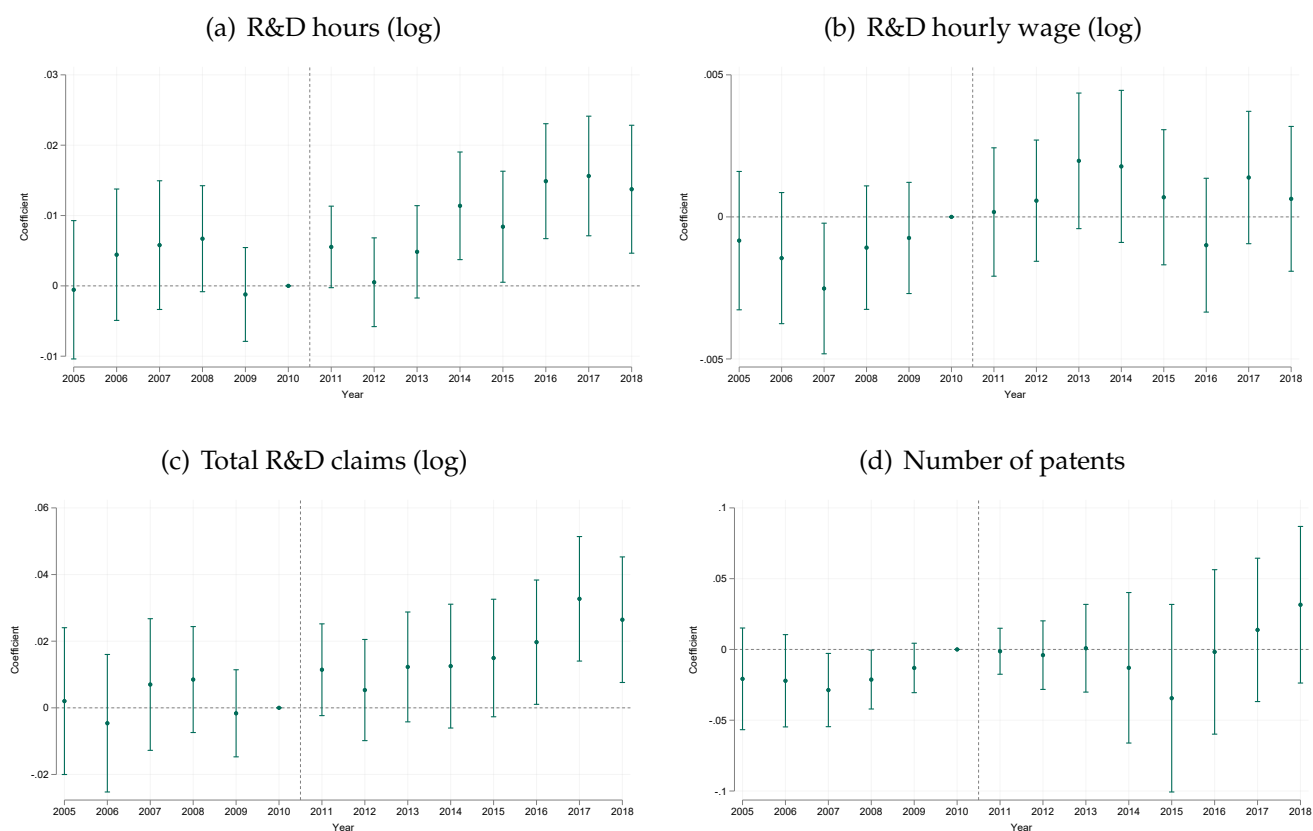 (a) R&D hours (log)
.03
.02
.01
0
-.01
Coefficient
2005 2006 2007 2008 2009 2010 2011 2012 2013 2014 2015 2016 2017 2018
Year
(b) R&D hourly wage (log)
.005
0
-.005
Coefficient
2005 2006 2007 2008 2009 2010 2011 2012 2013 2014 2015 2016 2017 2018
Year
(c) Total R&D claims (log)
.06
.04
.02
0
-.02
Coefficient
2005 2006 2007 2008 2009 2010 2011 2012 2013 2014 2015 2016 2017 2018
Year
(d) Number of patents
.1
.05
0
-.05
-.1
Coefficient
2005 2006 2007 2008 2009 2010 2011 2012 2013 2014 2015 2016 2017 2018
Year